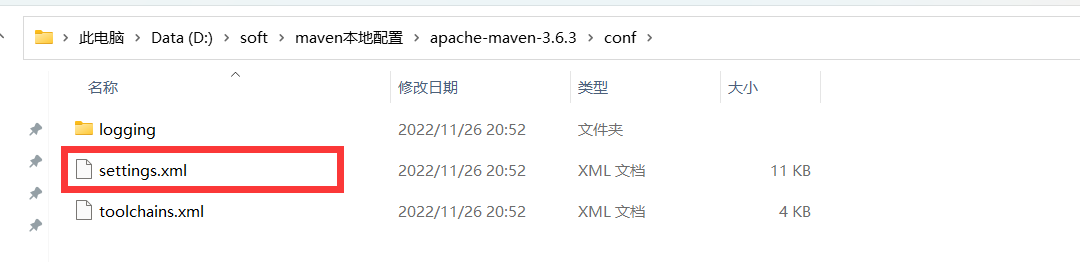 此电脑 > Data (D:) > soft > maven本地配置 > apache-maven-3.6.3 > conf >
名称 修改日期 类型 大小
logging 2022/11/26 20:52 文件夹
settings.xml 2022/11/26 20:52 XML 文档 11 KB
toolchains.xml 2022/11/26 20:52 XML 文档 4 KB